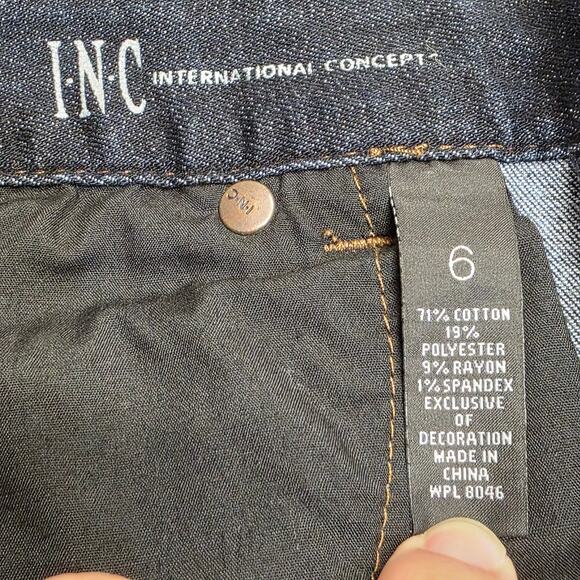 I·N·C INTERNATIONAL CONCEPTS
I·N·C
6
71% COTTON
19%
POLYESTER
9% RAYON
1% SPANDEX
EXCLUSIVE
OF
DECORATION
MADE IN
CHINA
WPL 8046